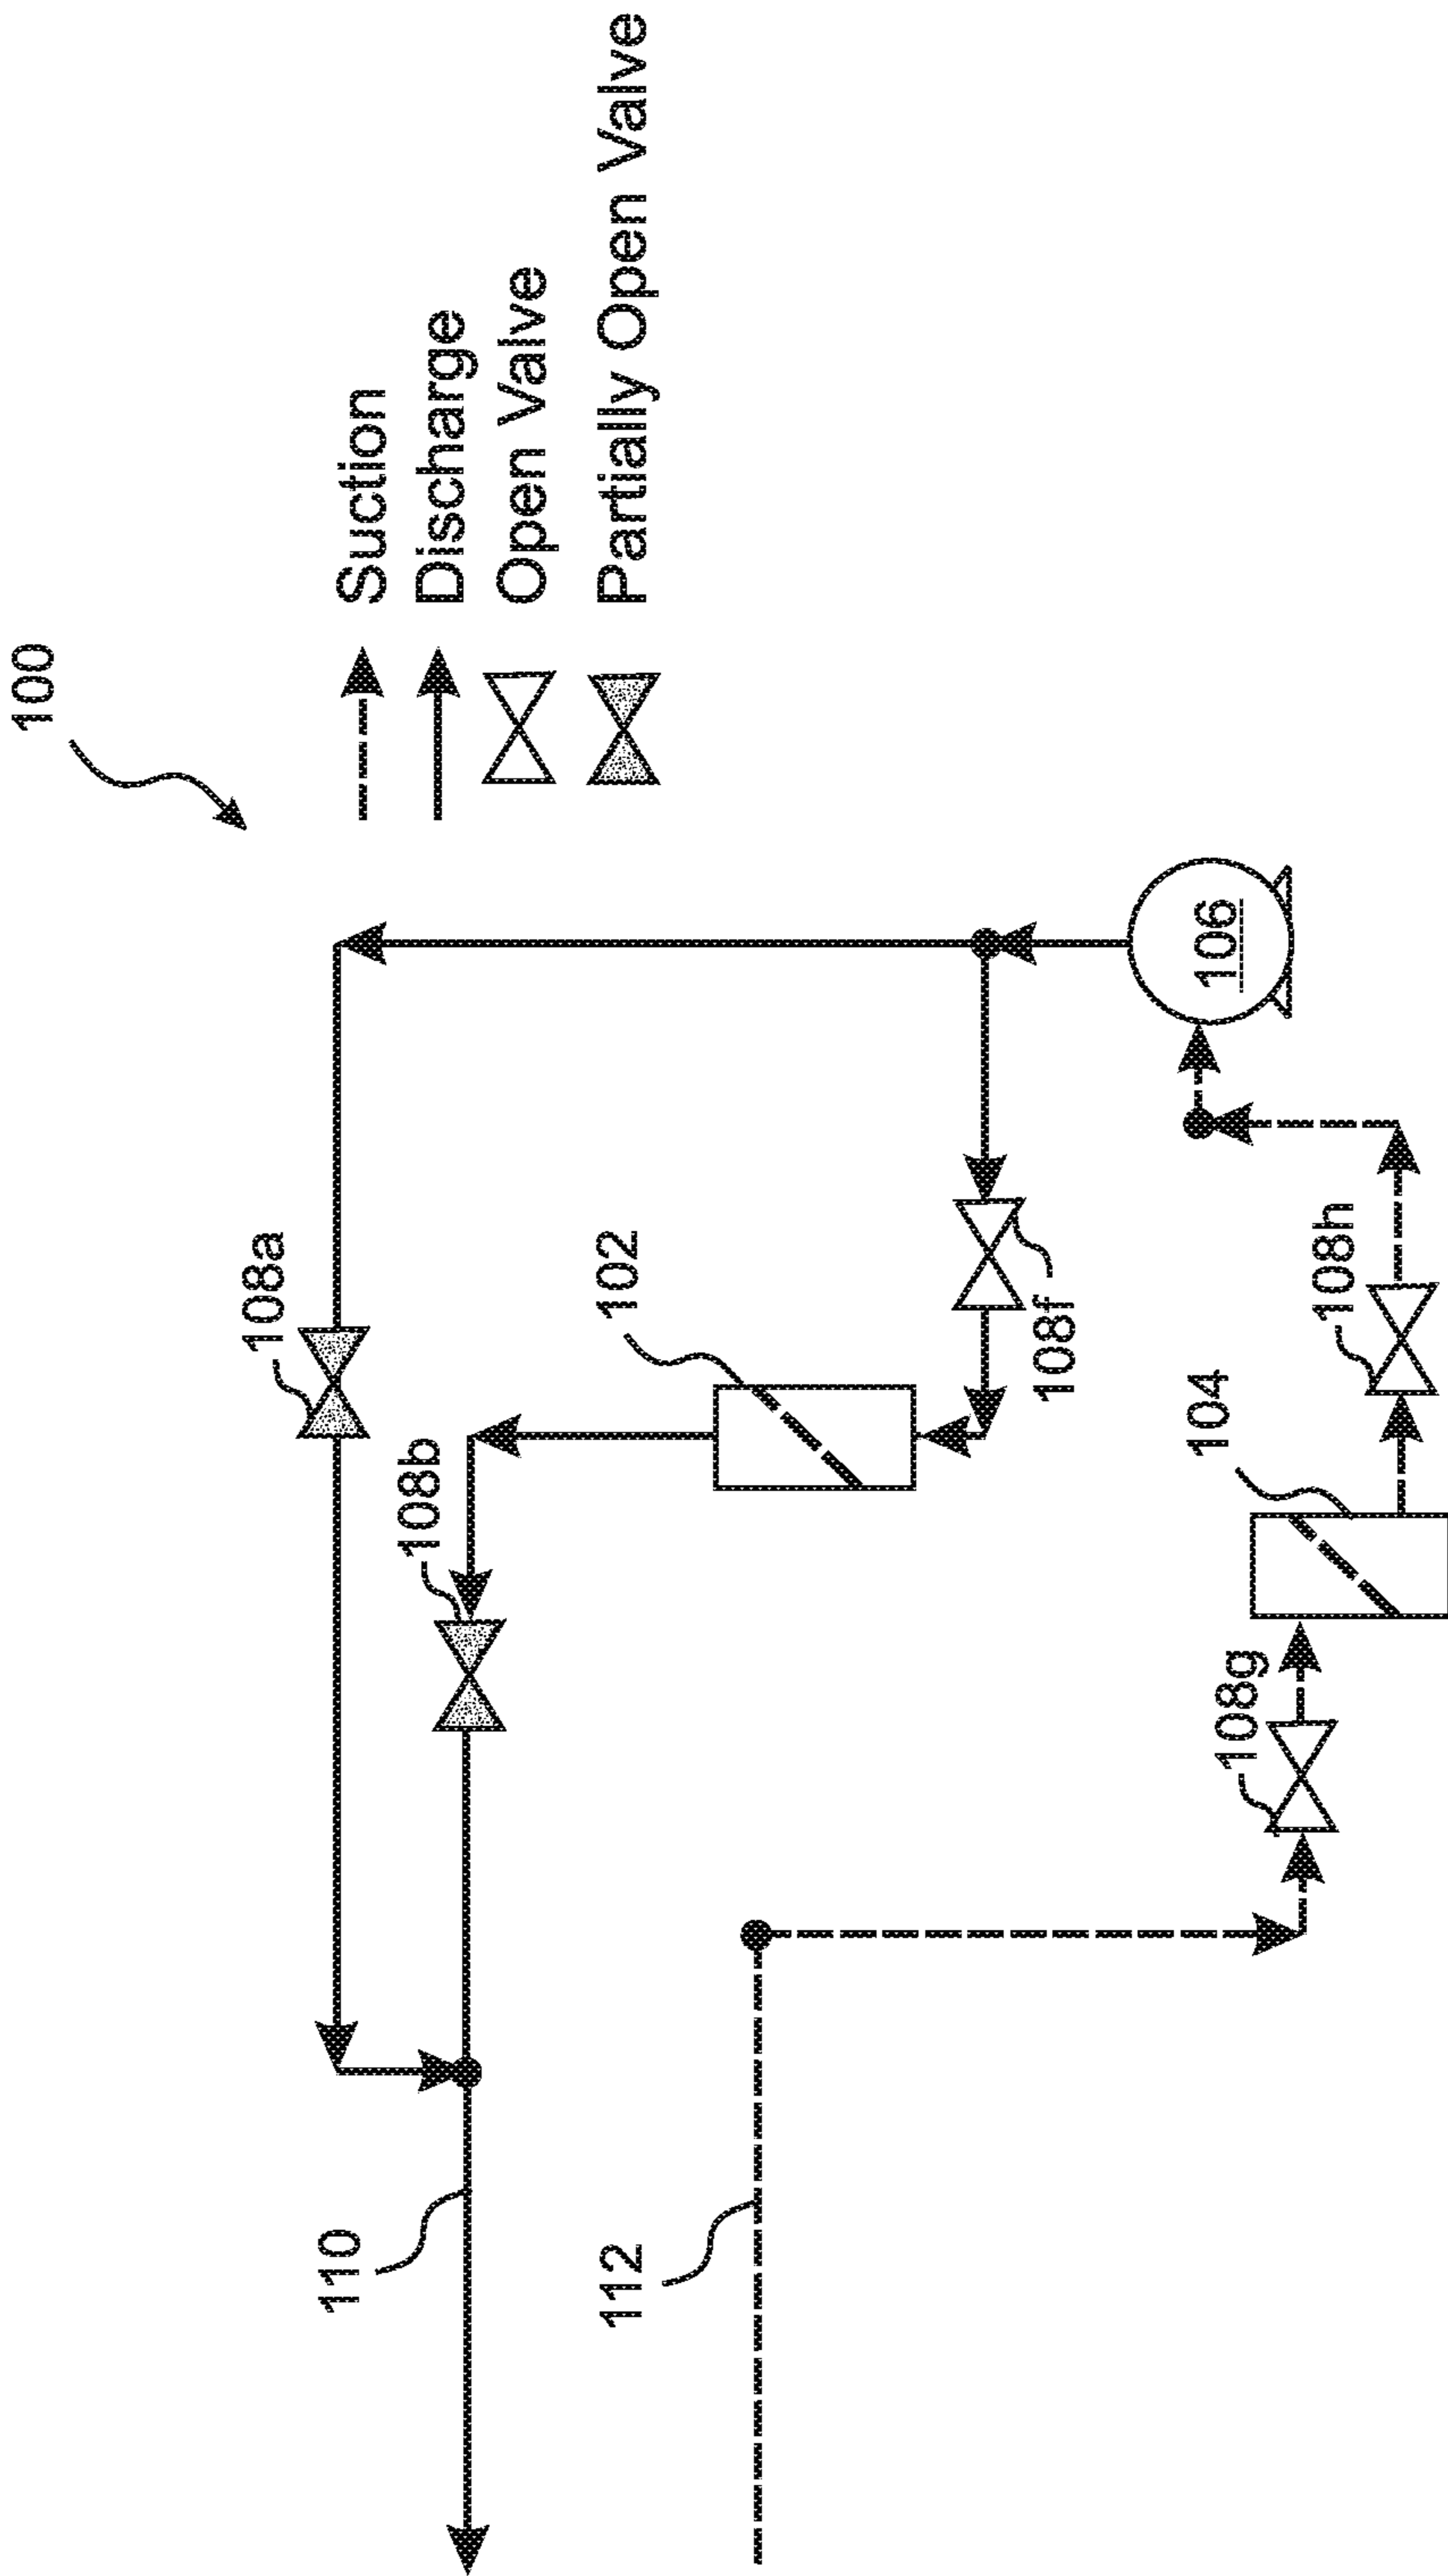 100
Suction
Discharge
Open Valve
Partially Open Valve
108a
108b
102
108f
106
110
112
108g
104
108h